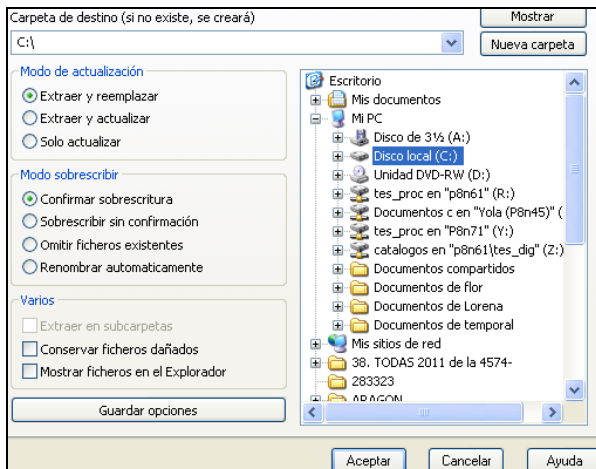 Carpeta de destino (si no existe, se creará)
Mostrar
C:\
Nueva carpeta
Modo de actualización
Extraer y reemplazar
Extraer y actualizar
Solo actualizar
Modo sobrescribir
Confirmar sobrescritura
Sobrescribir sin confirmación
Omitir ficheros existentes
Renombrar automaticamente
Varios
Extraer en subcarpetas
Conservar ficheros dañados
Mostrar ficheros en el Explorador
Guardar opciones
Escritorio
Mis documentos
Mi PC
Disco de 3½ (A:)
Disco local (C:)
Unidad DVD-RW (D:)
tes_proc en "p8n61" (R:)
Documentos c en "Yola (P8n45)" (
tes_proc en "P8n71" (Y:)
catalogos en "p8n61\tes_dig" (Z:)
Documentos compartidos
Documentos de flor
Documentos de Lorena
Documentos de temporal
Mis sitios de red
38. TODAS 2011 de la 4574-
283323
ARAGON
Aceptar
Cancelar
Ayuda